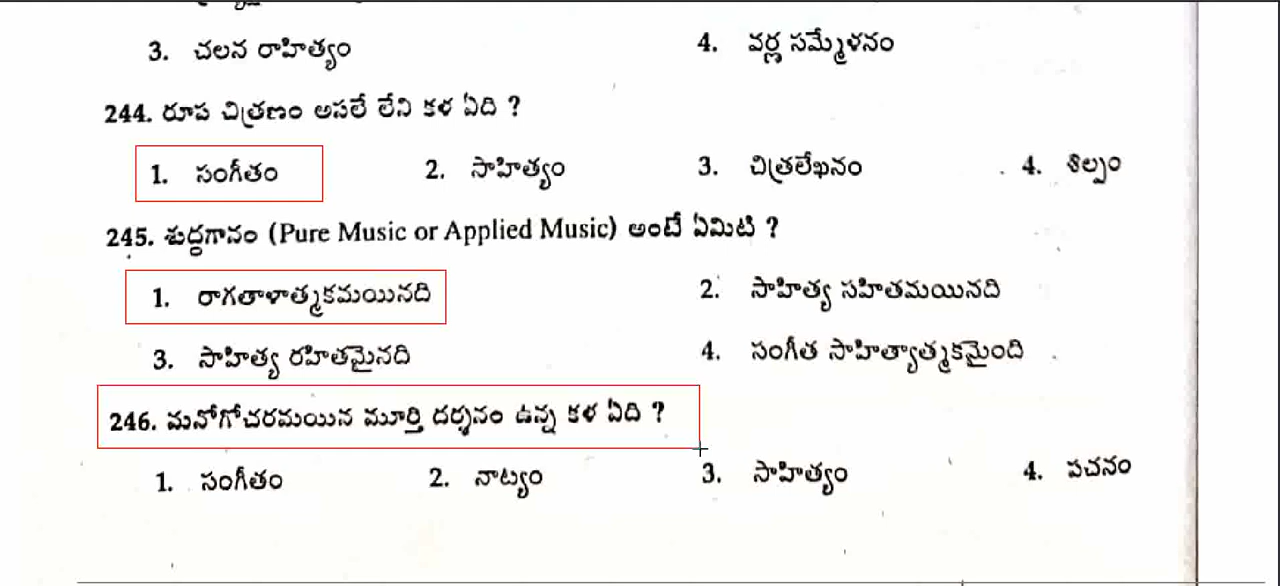 3. చలన రాహిత్యం 4. వర్ణ సమ్మేళనం
244. రూప చిత్రణం అసలే లేని కళ ఏది ?
1. సంగీతం 2. సాహిత్యం 3. చిత్రలేఖనం 4. శిల్పం
245. శుద్ధగానం (Pure Music or Applied Music) అంటే ఏమిటి ?
1. రాగతాళాత్మకమయినది 2. సాహిత్య సహితమయినది
3. సాహిత్య రహితమైనది 4. సంగీత సాహిత్యాత్మకమైంది
246. మనోగోచరమయిన మూర్తి దర్శనం ఉన్న కళ ఏది ?
1. సంగీతం 2. నాట్యం 3. సాహిత్యం 4. పచనం